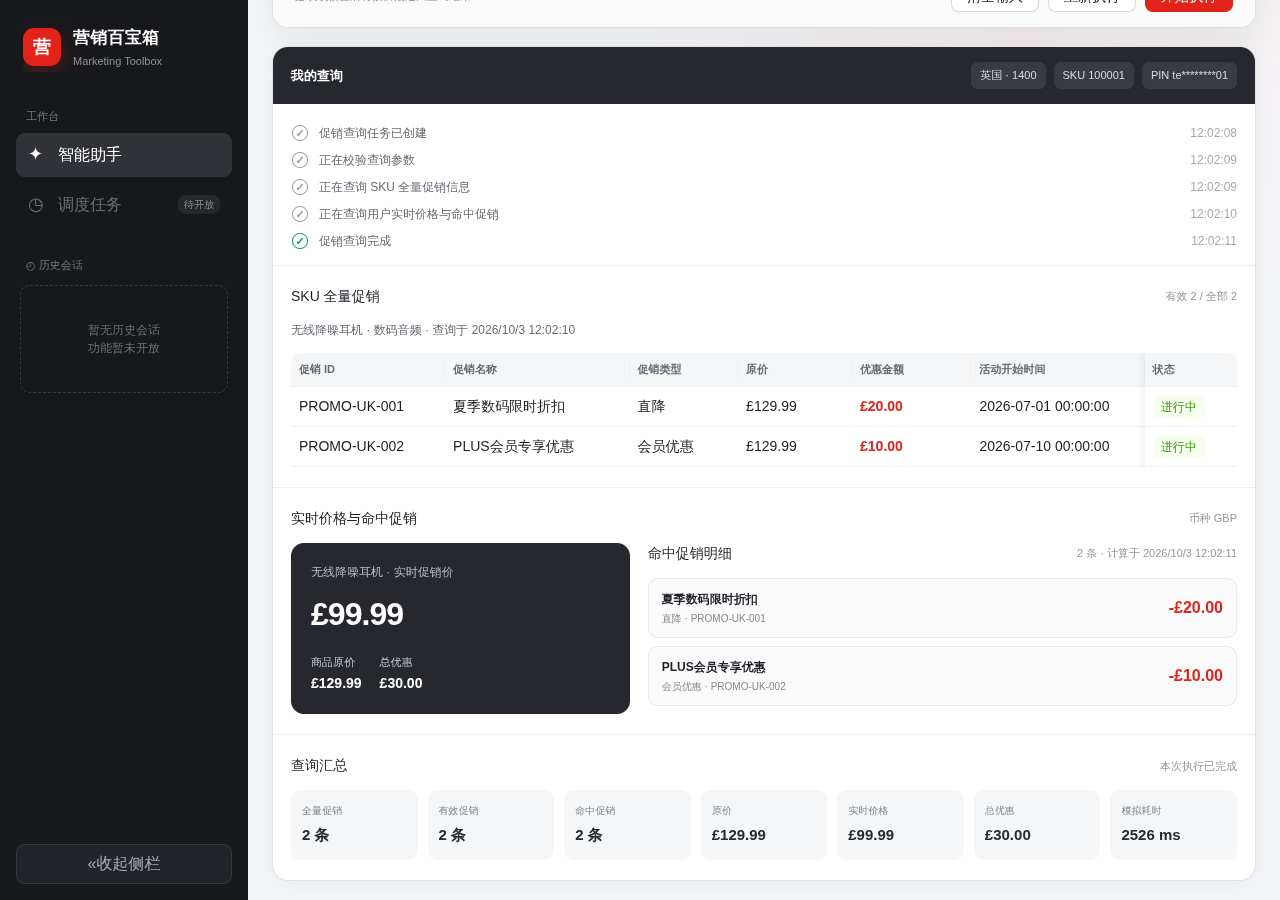 营
营销百宝箱
Marketing Toolbox
工作台
智能助手
调度任务
待开放
历史会话
暂无历史会话
功能暂未开放
«收起侧栏
我的查询
英国 · 1400
SKU 100001
PIN te********01
促销查询任务已创建
12:02:08
正在校验查询参数
12:02:09
正在查询 SKU 全量促销信息
12:02:09
正在查询用户实时价格与命中促销
12:02:10
促销查询完成
12:02:11
SKU 全量促销
有效 2 / 全部 2
无线降噪耳机 · 数码音频 · 查询于 2026/10/3 12:02:10
促销 ID 促销名称 促销类型 原价 优惠金额 活动开始时间 状态
PROMO-UK-001 夏季数码限时折扣 直降 £129.99 £20.00 2026-07-01 00:00:00 进行中
PROMO-UK-002 PLUS会员专享优惠 会员优惠 £129.99 £10.00 2026-07-10 00:00:00 进行中
实时价格与命中促销
币种 GBP
无线降噪耳机 · 实时促销价
£99.99
商品原价 总优惠
£129.99 £30.00
命中促销明细
2 条 · 计算于 2026/10/3 12:02:11
夏季数码限时折扣
直降 · PROMO-UK-001
-£20.00
PLUS会员专享优惠
会员优惠 · PROMO-UK-002
-£10.00
查询汇总
本次执行已完成
全量促销
2 条
有效促销
2 条
命中促销
2 条
原价
£129.99
实时价格
£99.99
总优惠
£30.00
模拟耗时
2526 ms